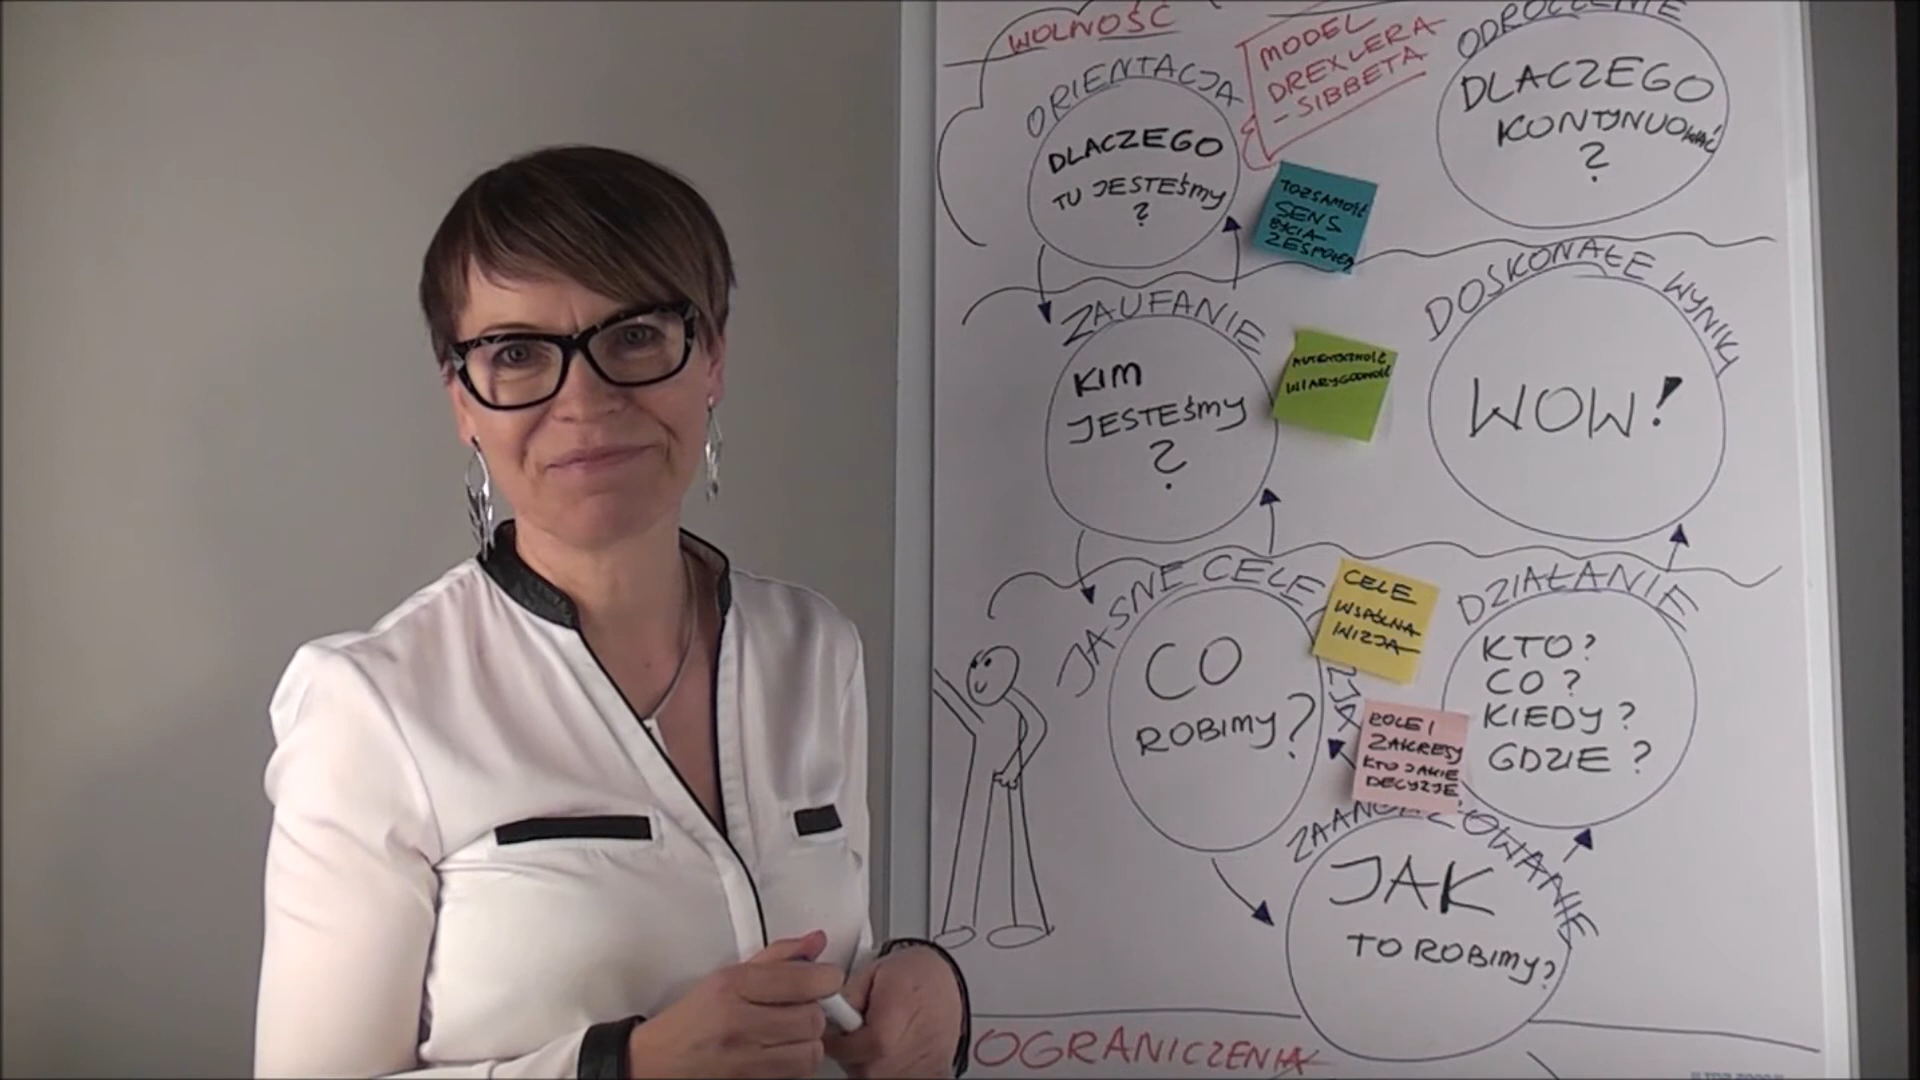 WOLNOŚĆ
MODEL
DREXLERA
- SIBBETA
ORIENTACJA
DLACZEGO
TU JESTEŚMY
?
TOŻSAMOŚĆ
SENS
BYCIA
ZESPOŁEM
ODROCZENIE
DLACZEGO
KONTYNUOWAĆ
?
ZAUFANIE
KIM
JESTEŚMY
?
AUTENTYCZNOŚĆ
WIARYGODNOŚĆ
DOSKONAŁE WYNIKI
WOW!
JASNE CELE
CO
ROBIMY?
CELE
WSPÓLNA
WIZJA
ROLE I
ZAKRESY
KTO JAKIE
DECYZJE
DZIAŁANIE
KTO?
CO?
KIEDY?
GDZIE?
JAK
TO ROBIMY?
OGRANICZENIA